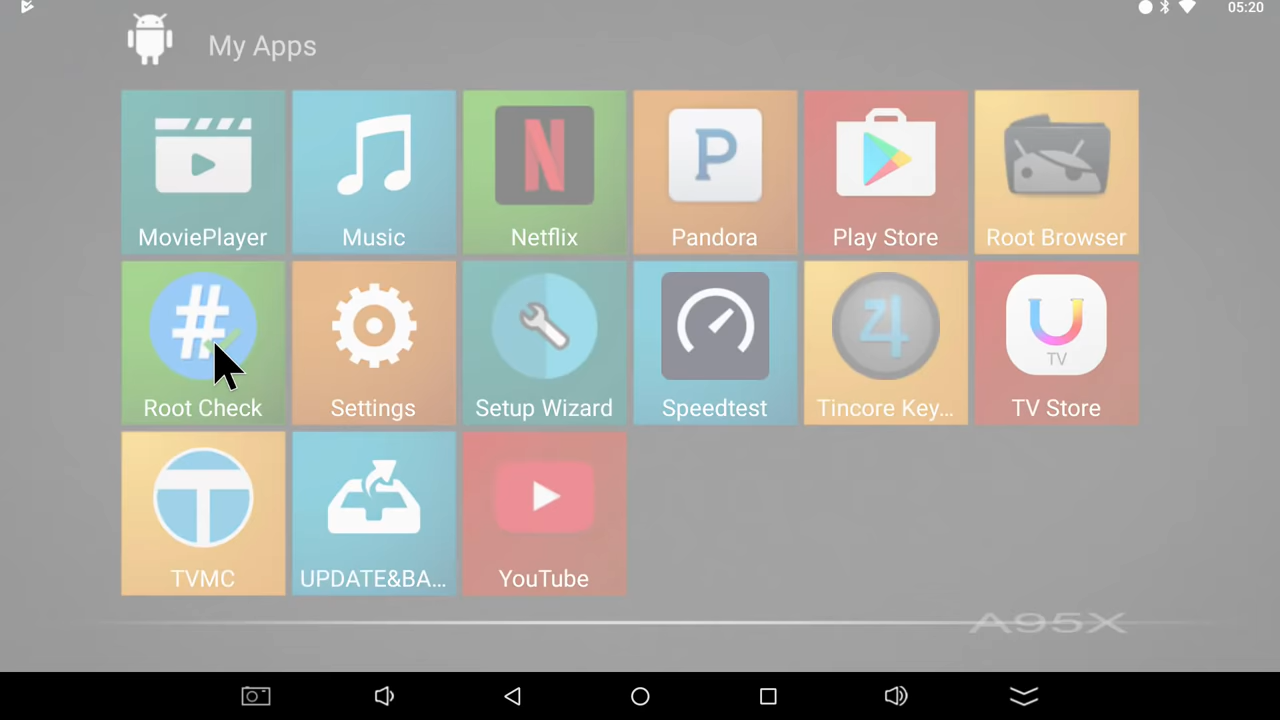 05:20
My Apps
MoviePlayer
Music
N
Netflix
P
Pandora
Play Store
Root Browser
#
Root Check
Settings
Setup Wizard
Speedtest
Tincore Key...
TV
TV Store
T
TVMC
UPDATE&BA...
YouTube
A95X